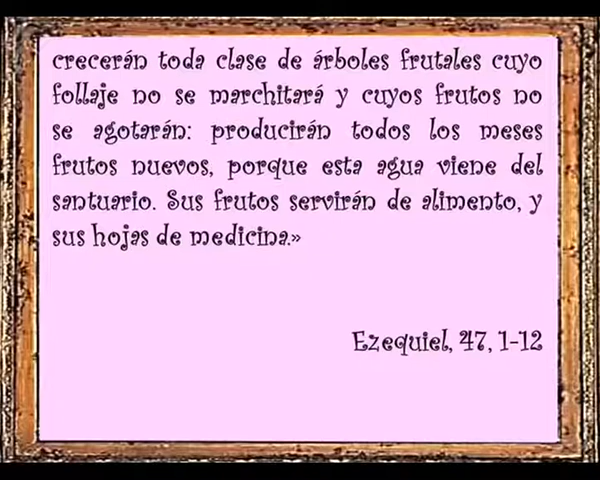 crecerán toda clase de árboles frutales cuyo
follaje no se marchitará y cuyos frutos no
se agotarán: producirán todos los meses
frutos nuevos, porque esta agua viene del
santuario. Sus frutos servirán de alimento, y
sus hojas de medicina.»
Ezequiel, 47, 1-12